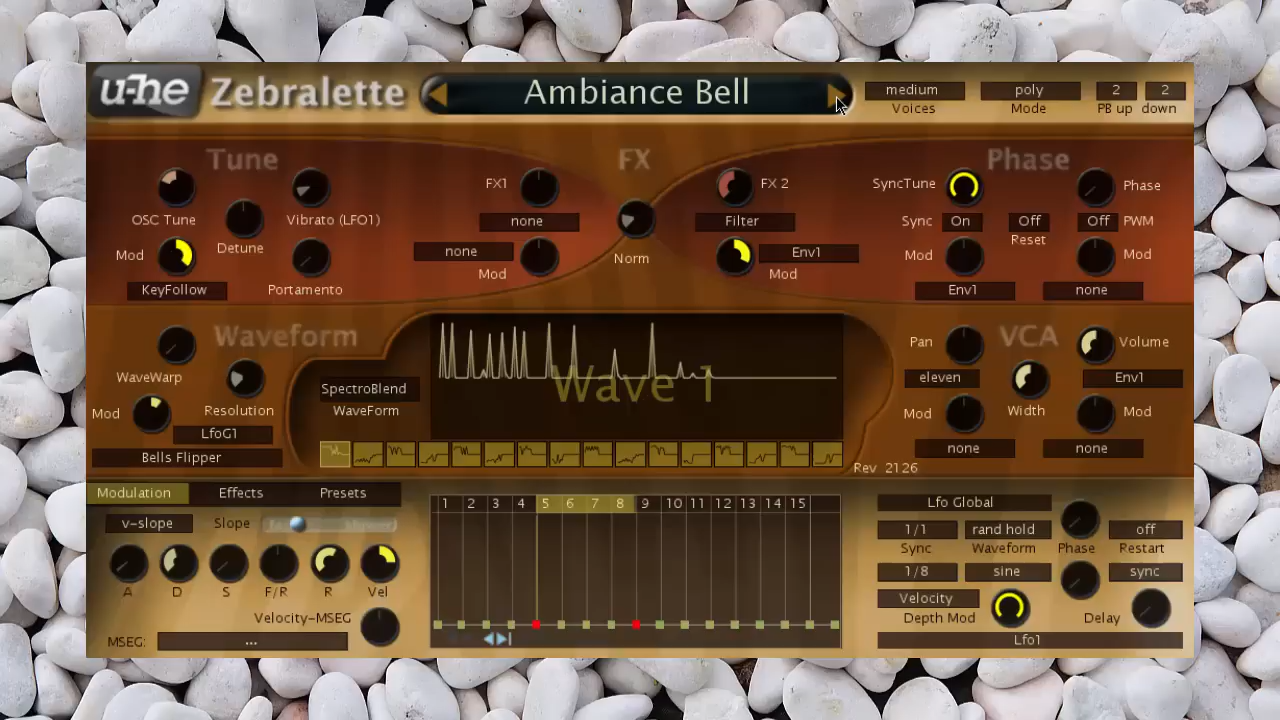 u-he Zebralette Ambiance Bell medium poly 2 2
Voices Mode PB up down
Tune FX Phase
FX1 FX 2 SyncTune Phase
OSC Tune Vibrato (LFO1) none Filter Sync On Off Off PWM
Detune Reset
Mod none Norm Env1 Mod Mod
Mod Mod
KeyFollow Portamento Env1 none
Waveform Wave 1 VCA
Pan Volume
WaveWarp SpectroBlend eleven Env1
Mod Resolution WaveForm Mod Width Mod
LfoG1
Bells Flipper none none
Rev 2126
Modulation Effects Presets
1 2 3 4 5 6 7 8 9 10 11 12 13 14 15
Lfo Global
v-slope Slope 1/1 rand hold off
Sync Waveform Phase Restart
1/8 sine sync
A D S F/R R Vel
Velocity
Velocity-MSEG Depth Mod Delay
MSEG: ... Lfo1